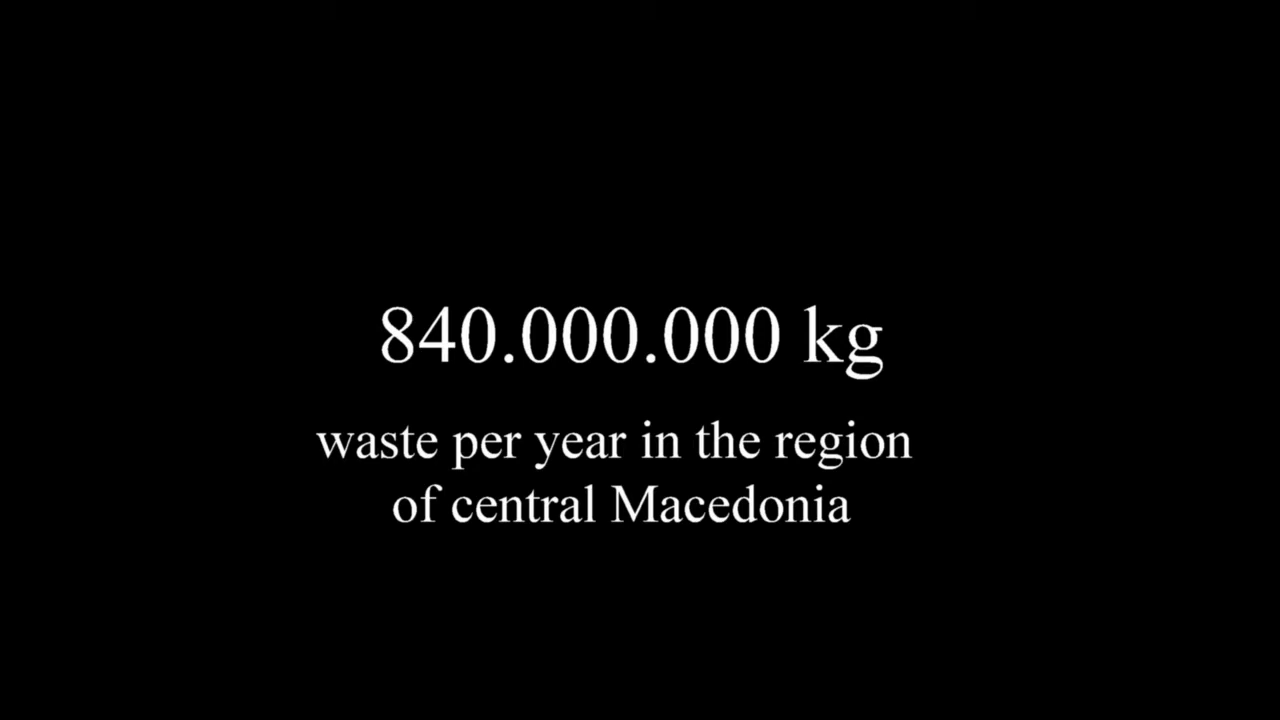 840.000.000 kg
waste per year in the region
of central Macedonia